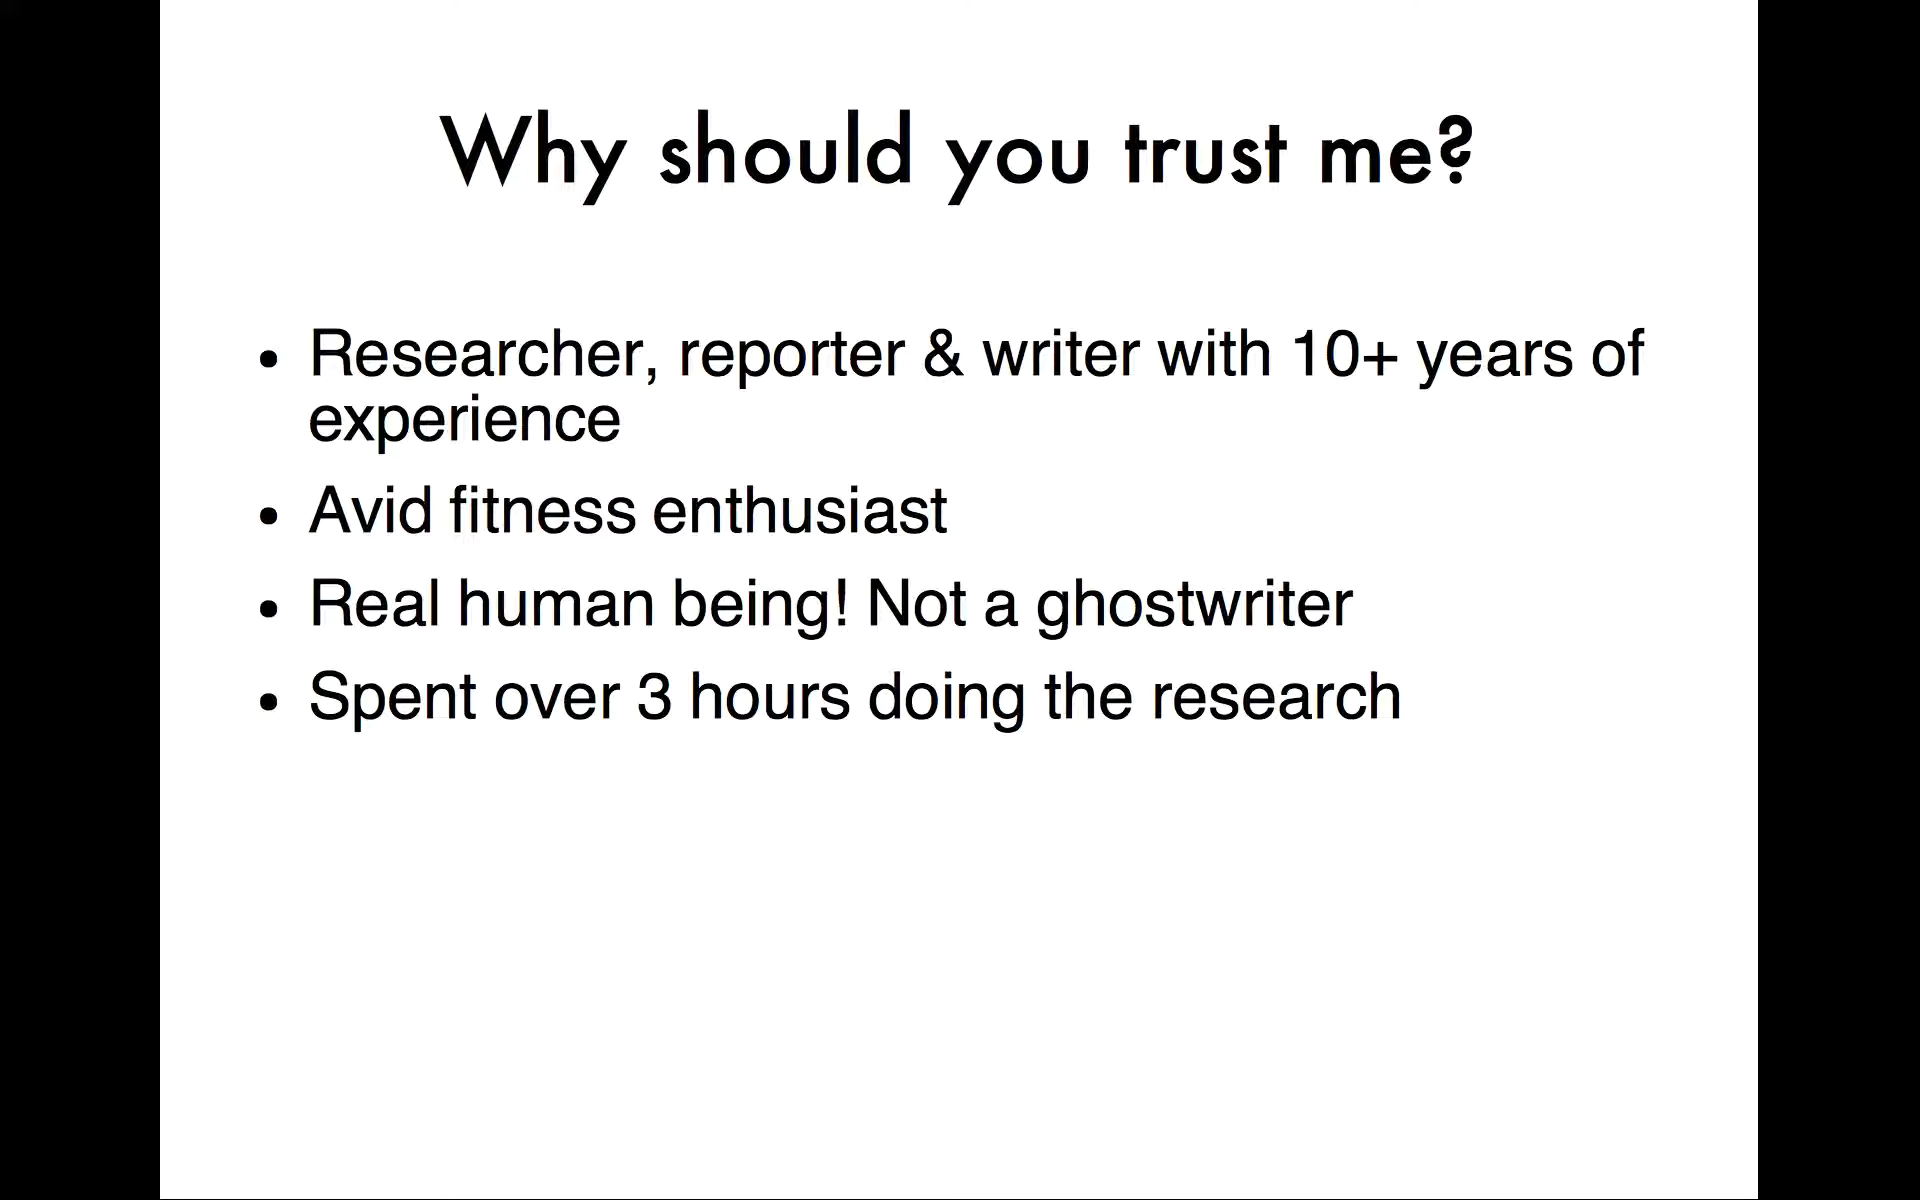 Why should you trust me?
• Researcher, reporter & writer with 10+ years of
experience
• Avid fitness enthusiast
• Real human being! Not a ghostwriter
• Spent over 3 hours doing the research